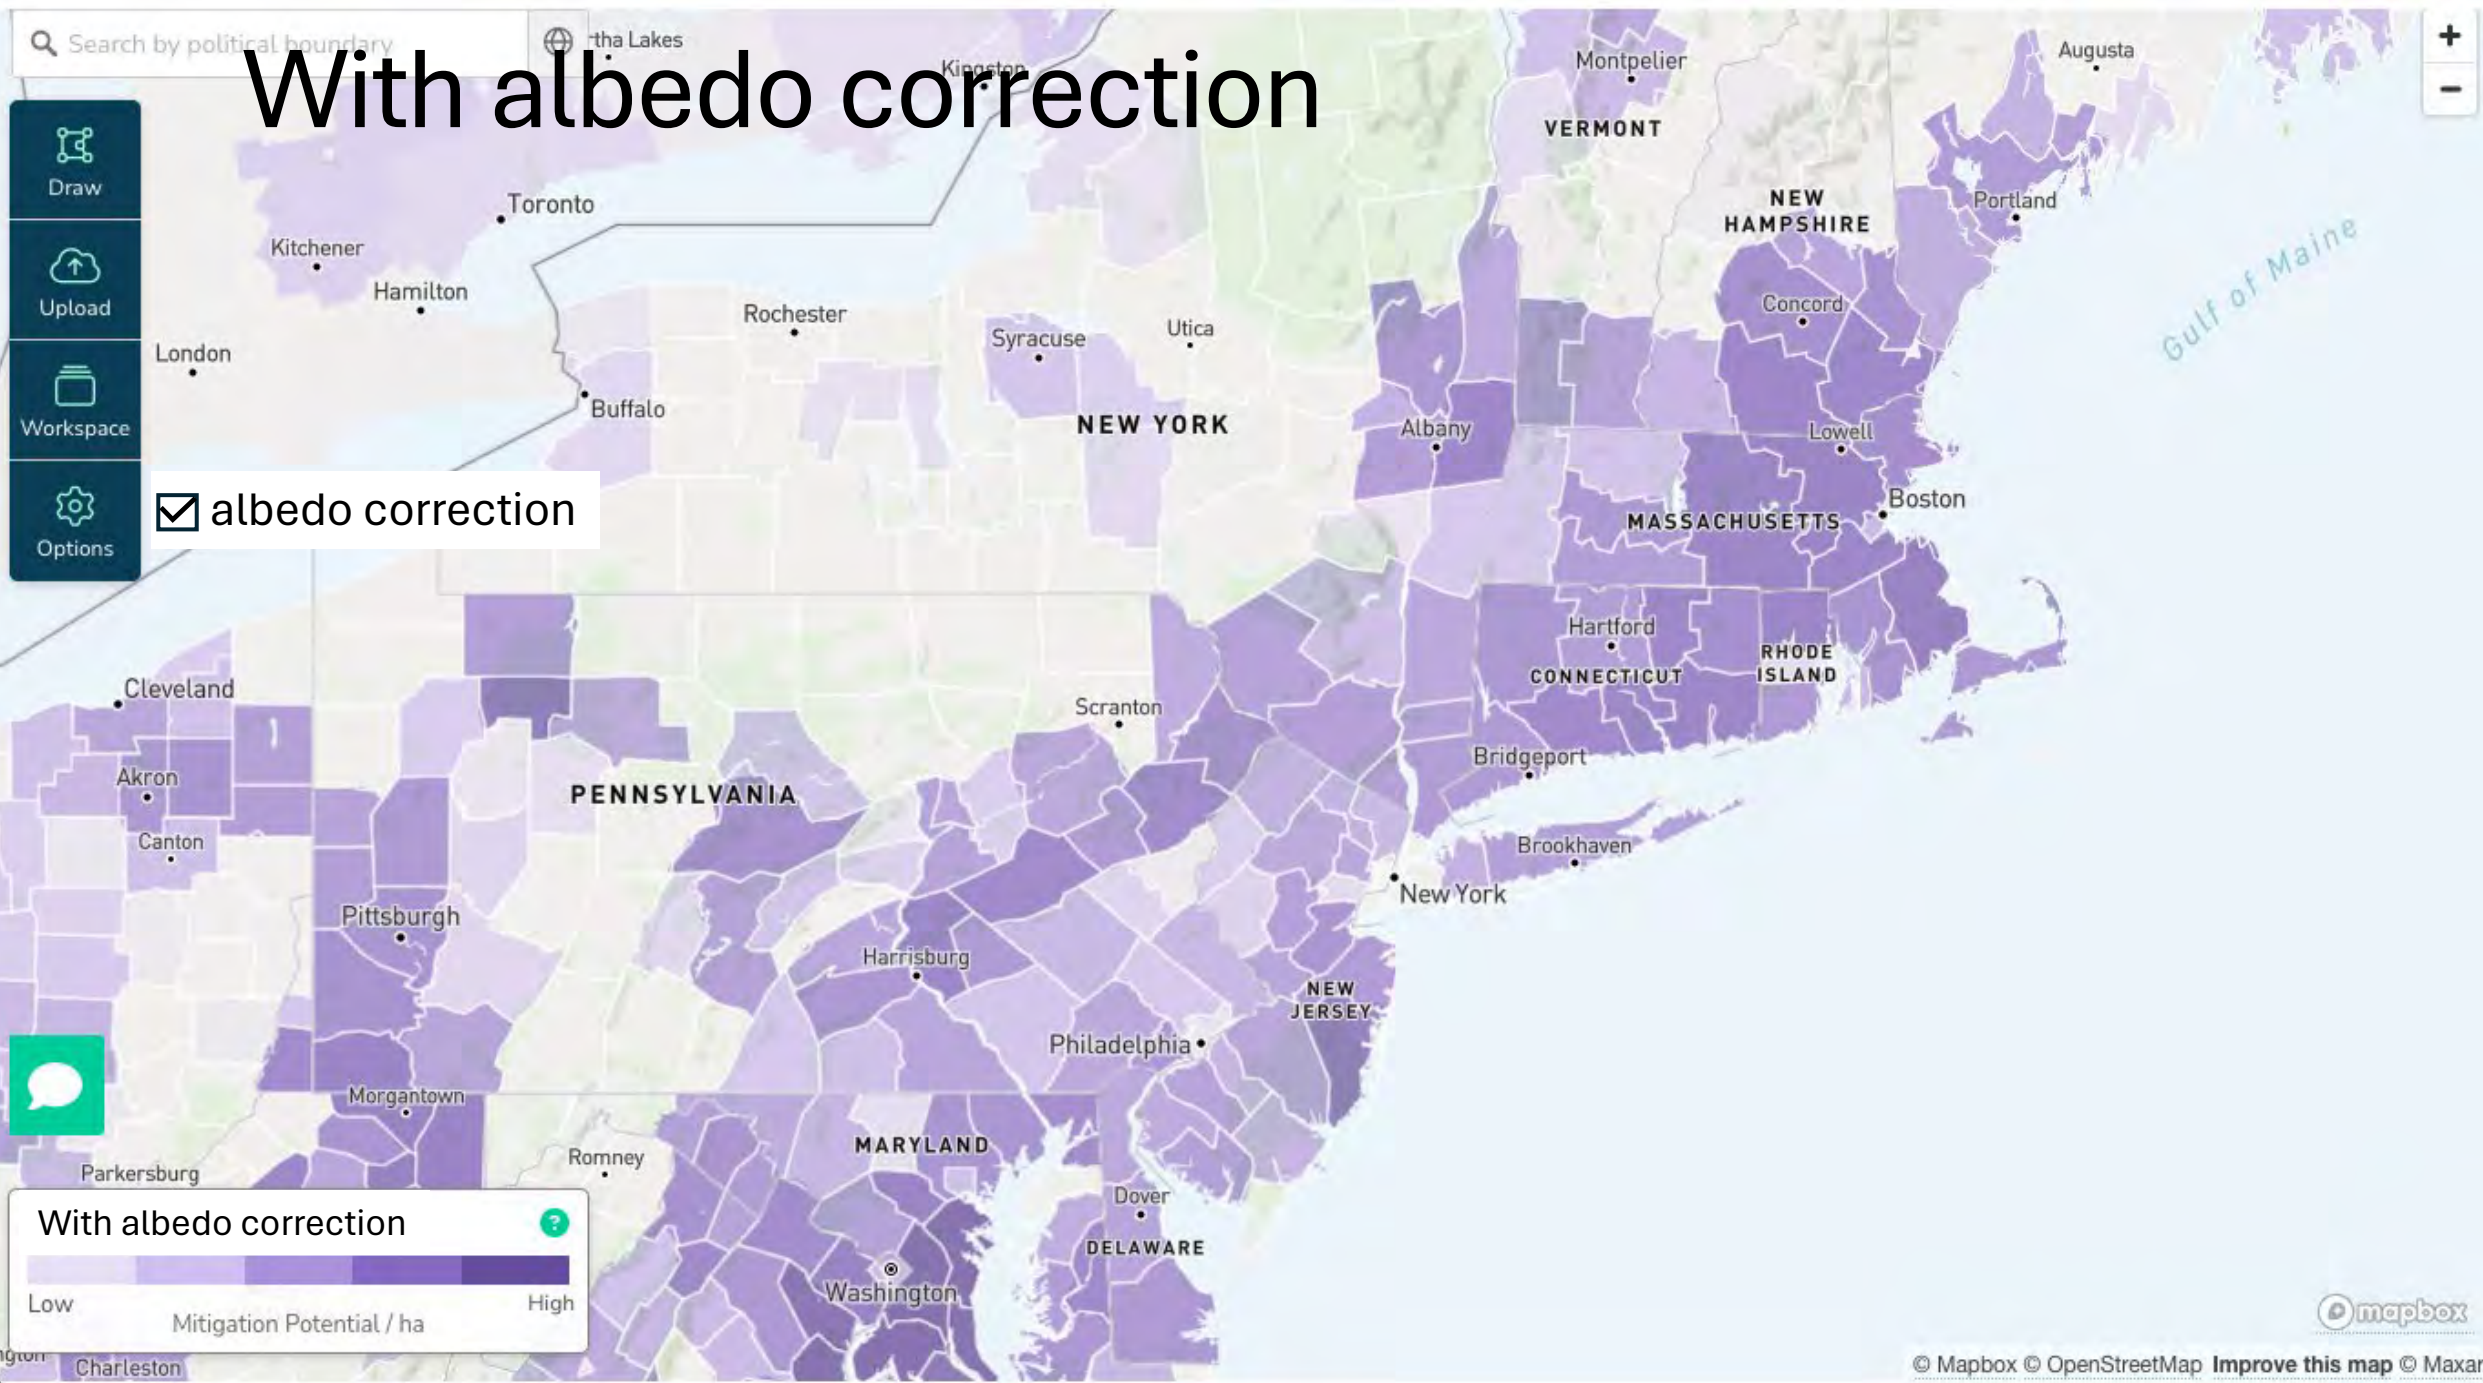 Search by political boundary
rtha Lakes
Kingston
With albedo correction
Montpelier
VERMONT
Augusta
+
−
Draw
Upload
Workspace
Options
Toronto
Kitchener
Hamilton
London
NEW
HAMPSHIRE
Portland
Gulf of Maine
Concord
Rochester
Syracuse
Utica
Buffalo
NEW YORK
Albany
Lowell
albedo correction
Boston
MASSACHUSETTS
Hartford
CONNECTICUT
RHODE
ISLAND
Cleveland
Scranton
Akron
Bridgeport
PENNSYLVANIA
Canton
Brookhaven
New York
Pittsburgh
Harrisburg
NEW
JERSEY
Philadelphia
Morgantown
MARYLAND
Romney
Parkersburg
Dover
DELAWARE
With albedo correction
?
Washington
Low
High
Mitigation Potential / ha
mapbox
ngton
Charleston
© Mapbox © OpenStreetMap Improve this map © Maxar